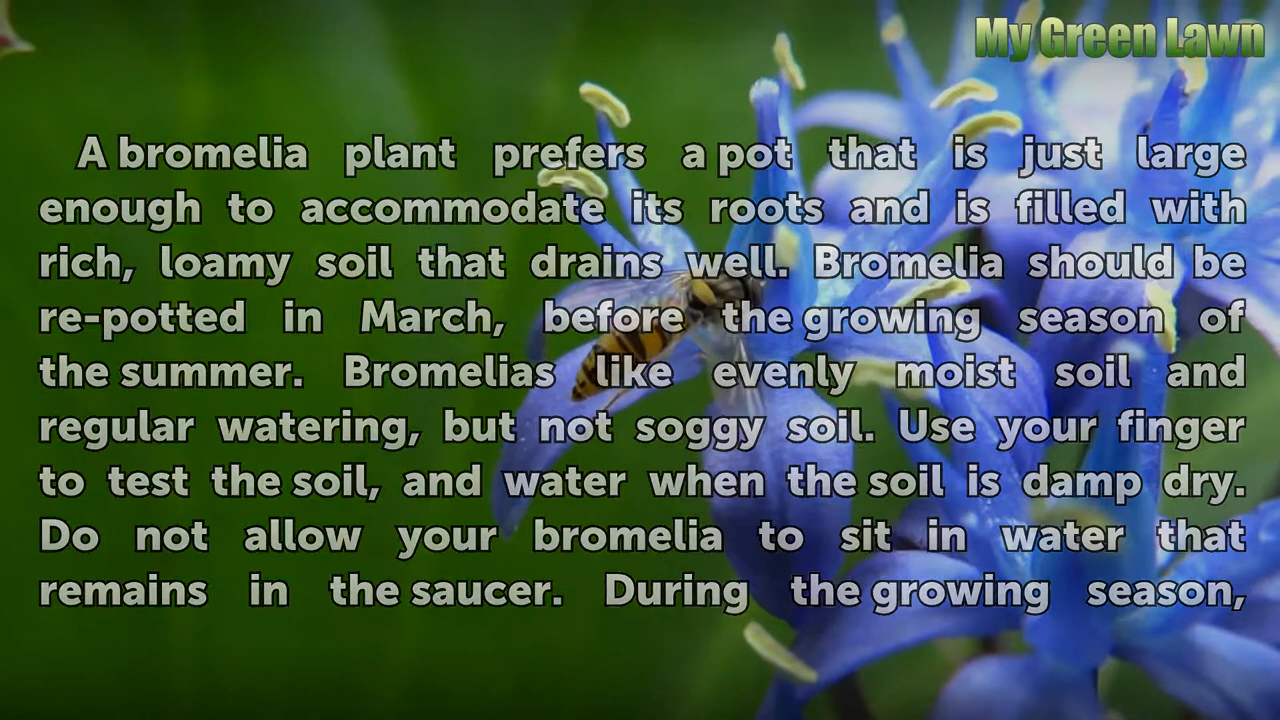 My Green Lawn
A bromelia plant prefers a pot that is just large
enough to accommodate its roots and is filled with
rich, loamy soil that drains well. Bromelia should be
re-potted in March, before the growing season of
the summer. Bromelias like evenly moist soil and
regular watering, but not soggy soil. Use your finger
to test the soil, and water when the soil is damp dry.
Do not allow your bromelia to sit in water that
remains in the saucer. During the growing season,